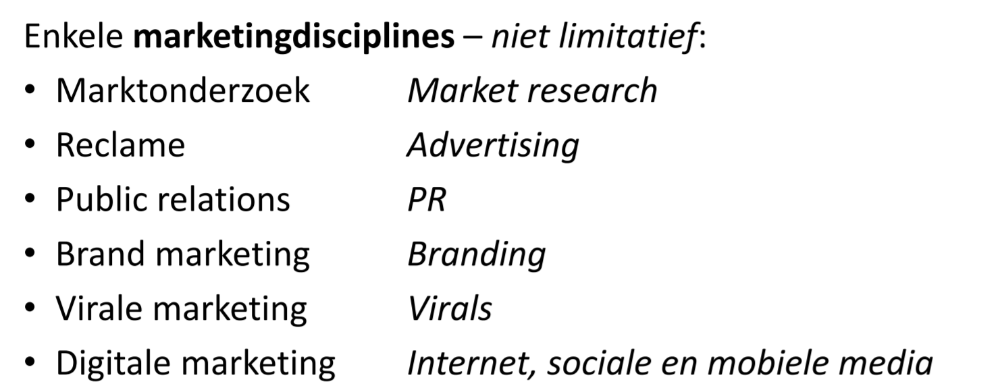 Enkele marketingdisciplines – niet limitatief:
• Marktonderzoek Market research
• Reclame Advertising
• Public relations PR
• Brand marketing Branding
• Virale marketing Virals
• Digitale marketing Internet, sociale en mobiele media